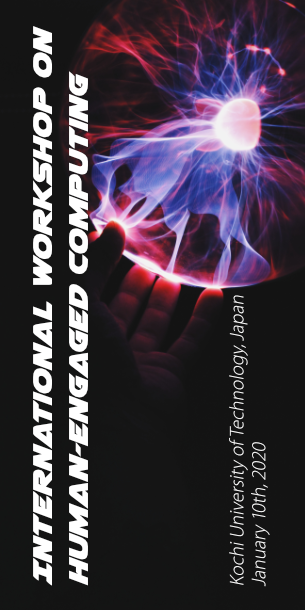 INTERNATIONAL WORKSHOP ON
HUMAN-ENGAGED COMPUTING
Kochi University of Technology, Japan
January 10th, 2020